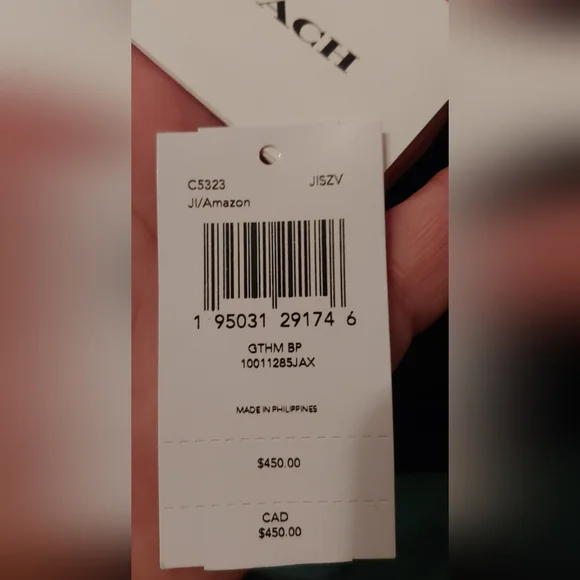 ACH
C5323 JISZV
JI/Amazon
1 95031 29174 6
GTHM BP
10011285JAX
MADE IN PHILIPPINES
$450.00
CAD
$450.00